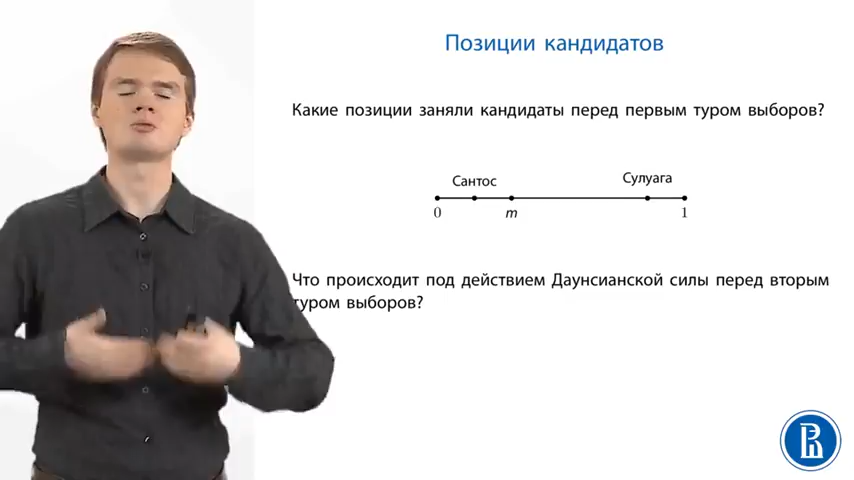 Позиции кандидатов
Какие позиции заняли кандидаты перед первым туром выборов?
Сантос Сулуага
0 m 1
Что происходит под действием Даунсианской силы перед вторым
туром выборов?